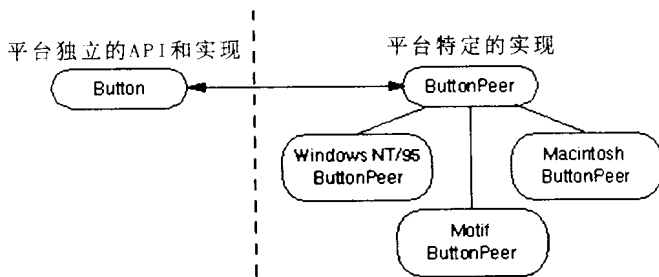 平台独立的API和实现
平台特定的实现
Button
ButtonPeer
Windows NT/95
ButtonPeer
Macintosh
ButtonPeer
Motif
ButtonPeer